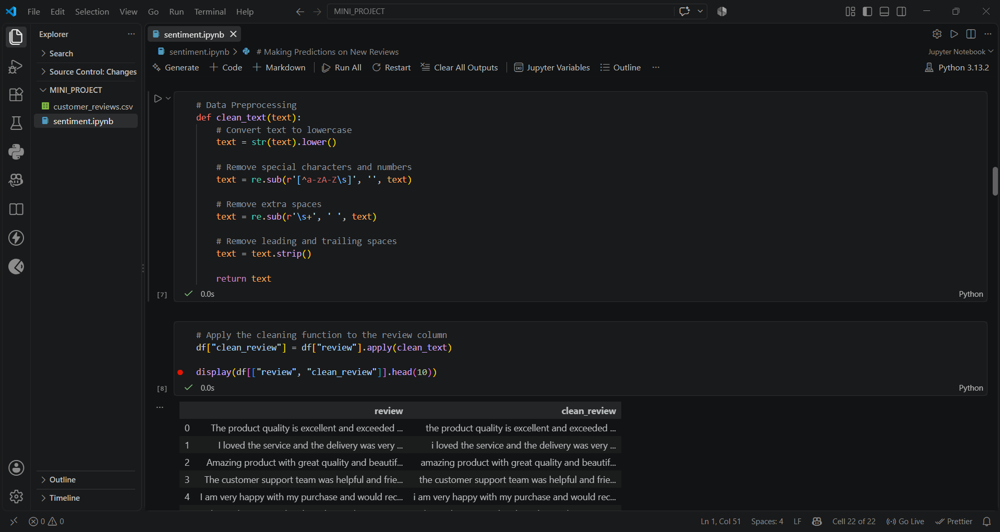 File Edit Selection View Go Run Terminal Help
MINI_PROJECT
Explorer
Search
Source Control: Changes
MINI_PROJECT
customer_reviews.csv
sentiment.ipynb
Outline
Timeline
sentiment.ipynb
sentiment.ipynb > # Making Predictions on New Reviews
Jupyter Notebook
Generate + Code + Markdown Run All Restart Clear All Outputs Jupyter Variables Outline ...
Python 3.13.2
# Data Preprocessing
def clean_text(text):
    # Convert text to lowercase
    text = str(text).lower()
    # Remove special characters and numbers
    text = re.sub(r'[^a-zA-Z\s]', '', text)
    # Remove extra spaces
    text = re.sub(r'\s+', ' ', text)
    # Remove leading and trailing spaces
    text = text.strip()
    return text
[7] 0.0s Python
# Apply the cleaning function to the review column
df["clean_review"] = df["review"].apply(clean_text)
display(df[["review", "clean_review"]].head(10))
[8] 0.0s Python
...
review clean_review
0 The product quality is excellent and exceeded ... the product quality is excellent and exceeded ...
1 I loved the service and the delivery was very ... i loved the service and the delivery was very ...
2 Amazing product with great quality and beautif... amazing product with great quality and beautif...
3 The customer support team was helpful and frie... the customer support team was helpful and frie...
4 I am very happy with my purchase and would rec... i am very happy with my purchase and would rec...
0 0 Ln 1, Col 51 Spaces: 4 LF Cell 22 of 22 Go Live Prettier